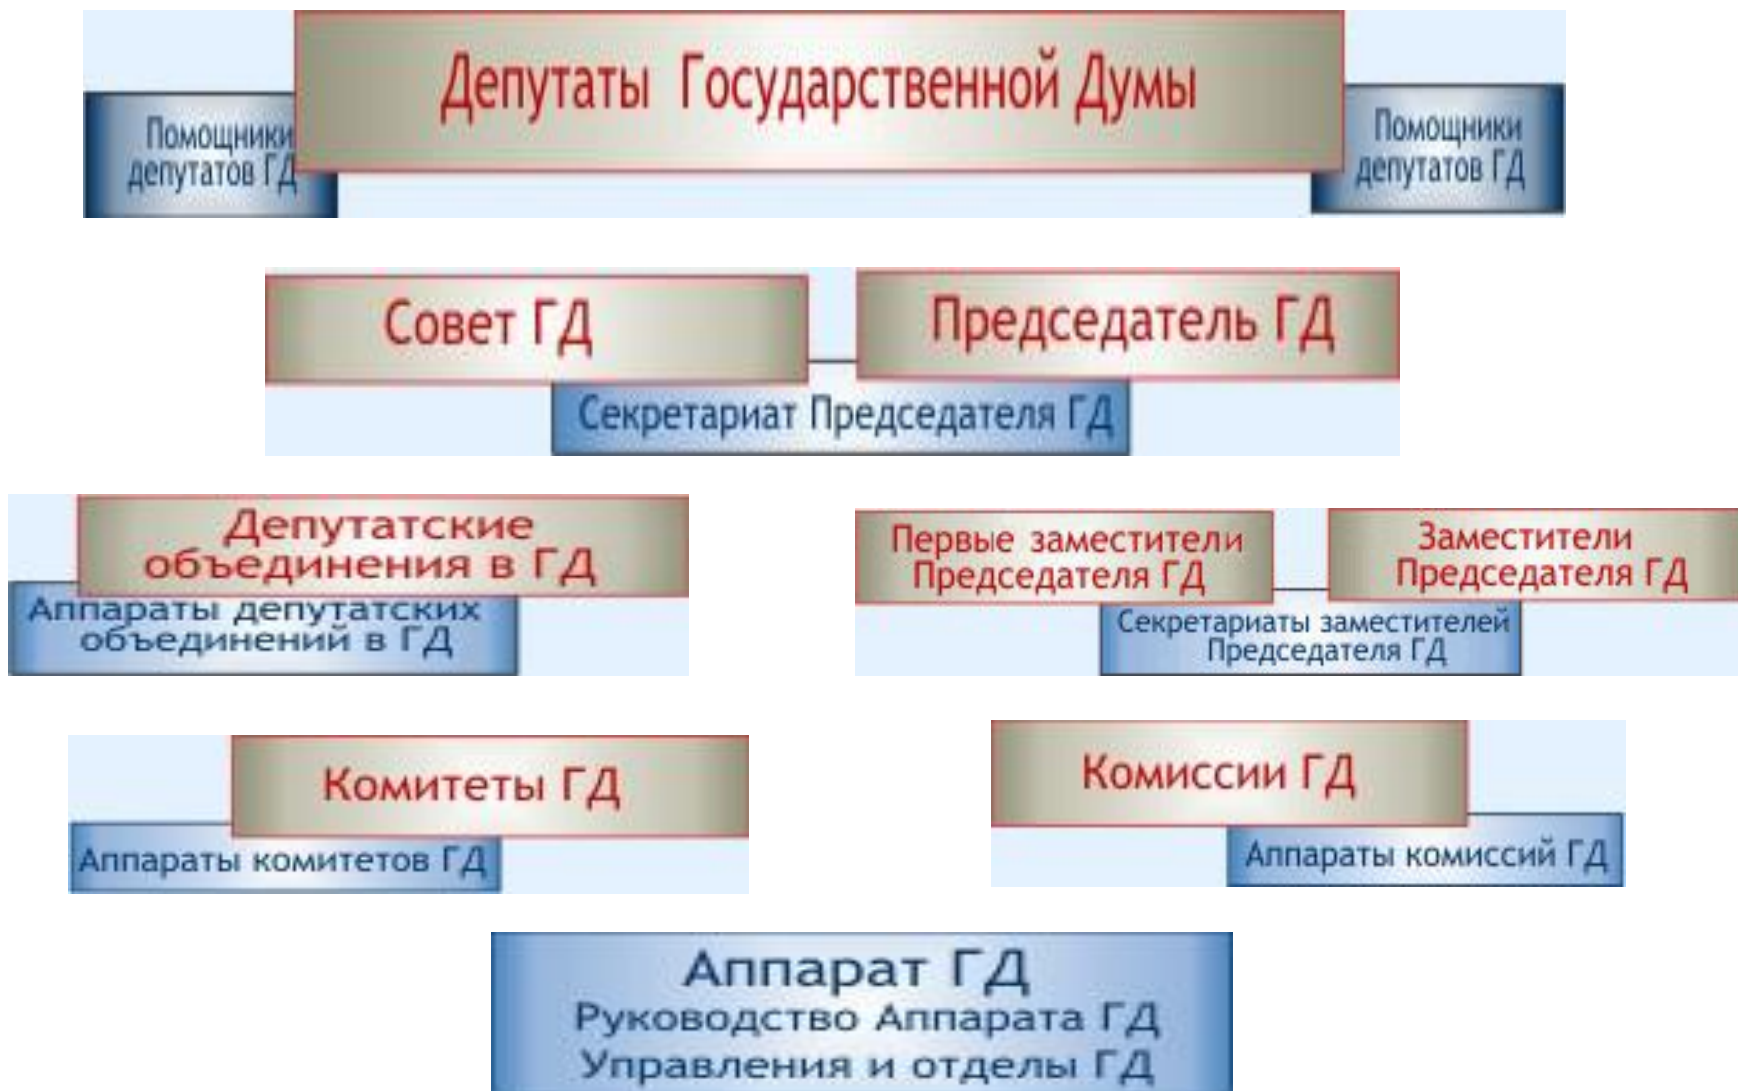 Депутаты Государственной Думы
Помощники
депутатов ГД
Помощники
депутатов ГД
Совет ГД
Председатель ГД
Секретариат Председателя ГД
Депутатские
объединения в ГД
Аппараты депутатских
объединений в ГД
Первые заместители
Председателя ГД
Заместители
Председателя ГД
Секретариаты заместителей
Председателя ГД
Комитеты ГД
Аппараты комитетов ГД
Комиссии ГД
Аппараты комиссий ГД
Аппарат ГД
Руководство Аппарата ГД
Управления и отделы ГД